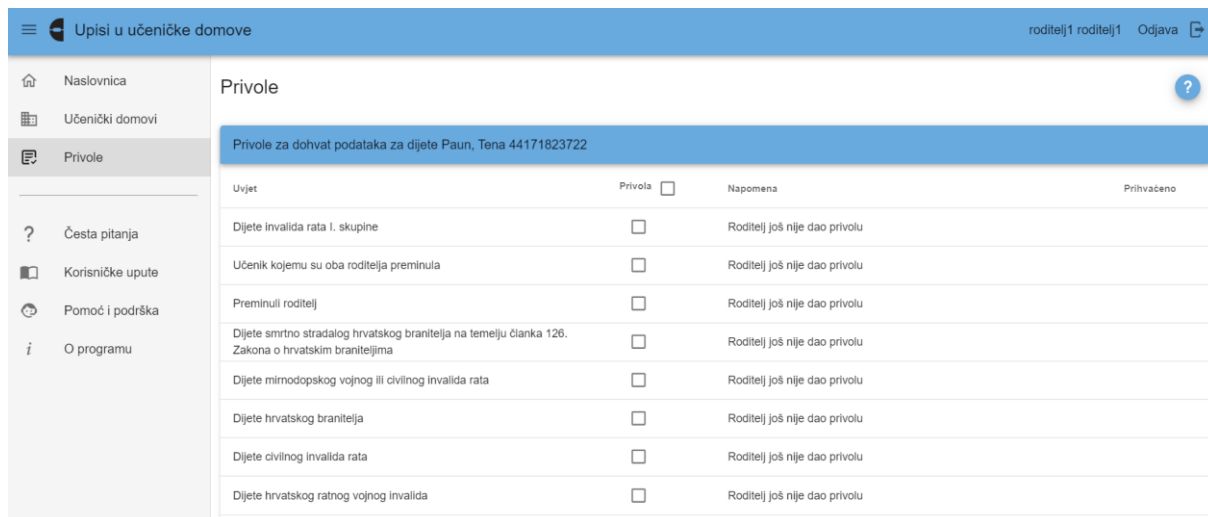 Upisi u učeničke domove
roditelj1 roditelj1 Odjava
Naslovnica
Učenički domovi
Privole
Česta pitanja
Korisničke upute
Pomoć i podrška
O programu
Privole
Privole za dohvat podataka za dijete Paun, Tena 44171823722
Uvjet Privola Napomena Prihvaćeno
Dijete invalida rata I. skupine Roditelj još nije dao privolu
Učenik kojemu su oba roditelja preminula Roditelj još nije dao privolu
Preminuli roditelj Roditelj još nije dao privolu
Dijete smrtno stradalog hrvatskog branitelja na temelju članka 126.
Zakona o hrvatskim braniteljima Roditelj još nije dao privolu
Dijete mirnodopskog vojnog ili civilnog invalida rata Roditelj još nije dao privolu
Dijete hrvatskog branitelja Roditelj još nije dao privolu
Dijete civilnog invalida rata Roditelj još nije dao privolu
Dijete hrvatskog ratnog vojnog invalida Roditelj još nije dao privolu